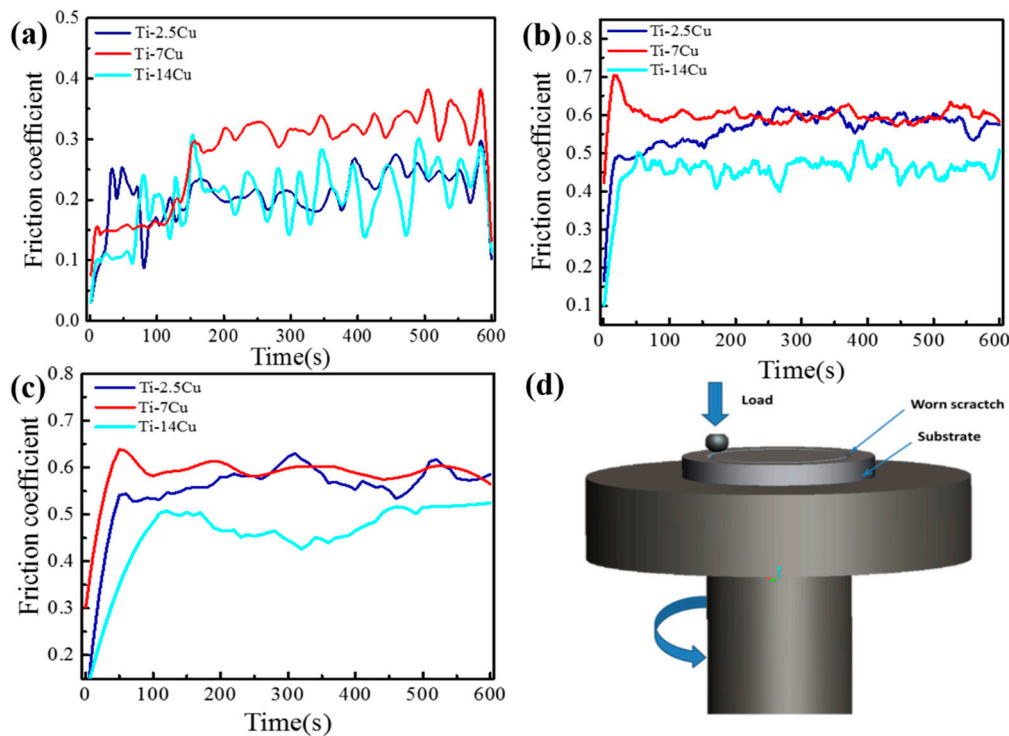 (a)
Ti-2.5Cu
Ti-7Cu
Ti-14Cu
Friction coefficient
0.5
0.4
0.3
0.2
0.1
0.0
0 100 200 300 400 500 600
Time(s)
(b)
Ti-2.5Cu
Ti-7Cu
Ti-14Cu
Friction coefficient
0.8
0.7
0.6
0.5
0.4
0.3
0.2
0.1
0 100 200 300 400 500 600
Time(s)
(c)
Ti-2.5Cu
Ti-7Cu
Ti-14Cu
Friction coefficient
0.8
0.7
0.6
0.5
0.4
0.3
0.2
0 100 200 300 400 500 600
Time(s)
(d)
Load
Worn scractch
Substrate